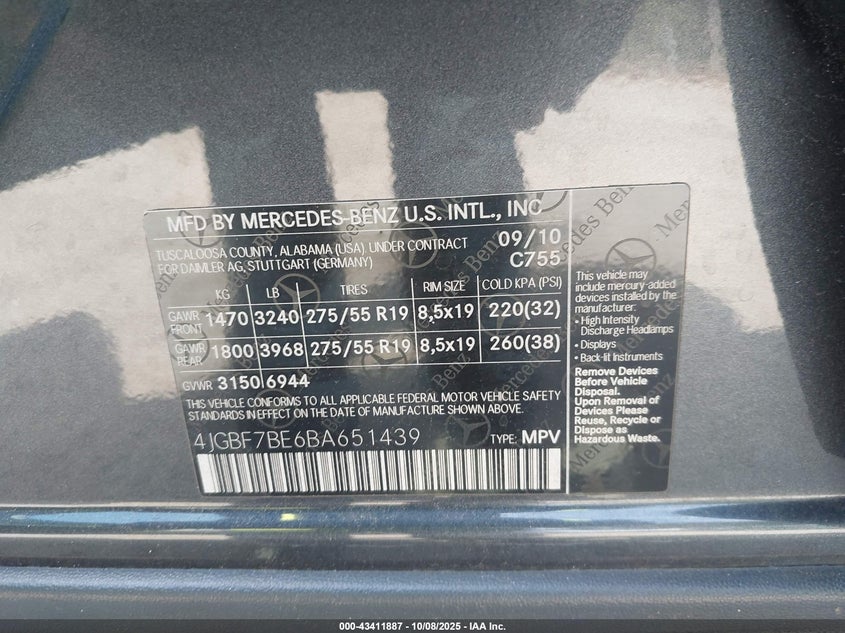 MFD BY MERCEDES-BENZ U.S. INTL., INC
TUSCALOOSA COUNTY, ALABAMA (USA) UNDER CONTRACT
FOR DAIMLER AG, STUTTGART (GERMANY)
09/10
C755
KG LB TIRES RIM SIZE COLD KPA (PSI)
GAWR FRONT 1470 3240 275/55 R19 8,5x19 220(32)
GAWR REAR 1800 3968 275/55 R19 8,5x19 260(38)
GVWR 3150 6944
THIS VEHICLE CONFORMS TO ALL APPLICABLE FEDERAL MOTOR VEHICLE SAFETY
STANDARDS IN EFFECT ON THE DATE OF MANUFACTURE SHOWN ABOVE.
4JGBF7BE6BA651439 TYPE: MPV
This vehicle may
include mercury-added
devices installed by the
manufacturer:
• High Intensity
Discharge Headlamps
• Displays
• Back-lit Instruments
Remove Devices
Before Vehicle
Disposal.
Upon Removal of
Devices Please
Reuse, Recycle or
Dispose as
Hazardous Waste.
Mercedes Benz
000-43411887 - 10/08/2025 - IAA Inc.